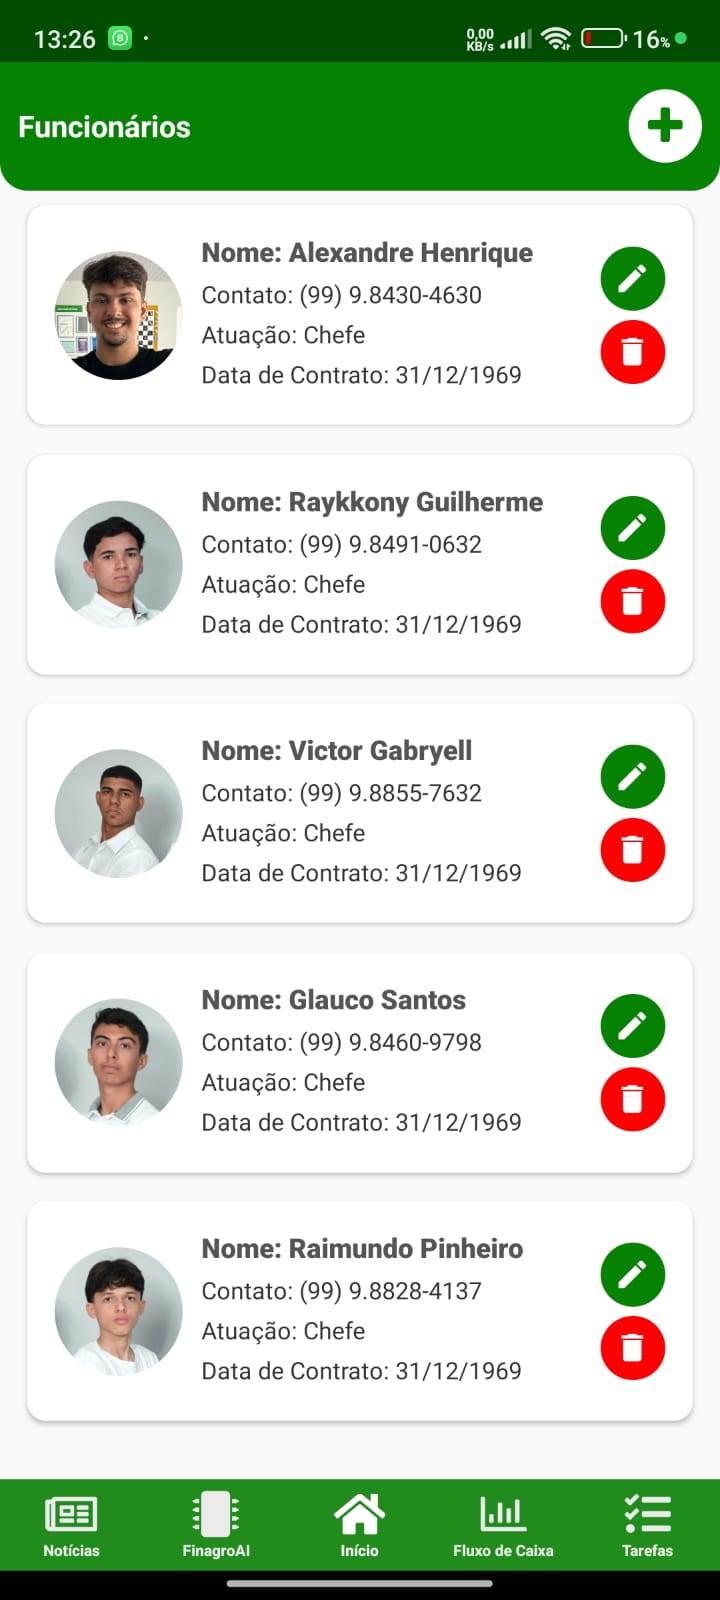 13:26
0,00
KB/s
16%
Funcionários
Nome: Alexandre Henrique
Contato: (99) 9.8430-4630
Atuação: Chefe
Data de Contrato: 31/12/1969
Nome: Raykkony Guilherme
Contato: (99) 9.8491-0632
Atuação: Chefe
Data de Contrato: 31/12/1969
Nome: Victor Gabryell
Contato: (99) 9.8855-7632
Atuação: Chefe
Data de Contrato: 31/12/1969
Nome: Glauco Santos
Contato: (99) 9.8460-9798
Atuação: Chefe
Data de Contrato: 31/12/1969
Nome: Raimundo Pinheiro
Contato: (99) 9.8828-4137
Atuação: Chefe
Data de Contrato: 31/12/1969
Notícias
FinagroAI
Início
Fluxo de Caixa
Tarefas